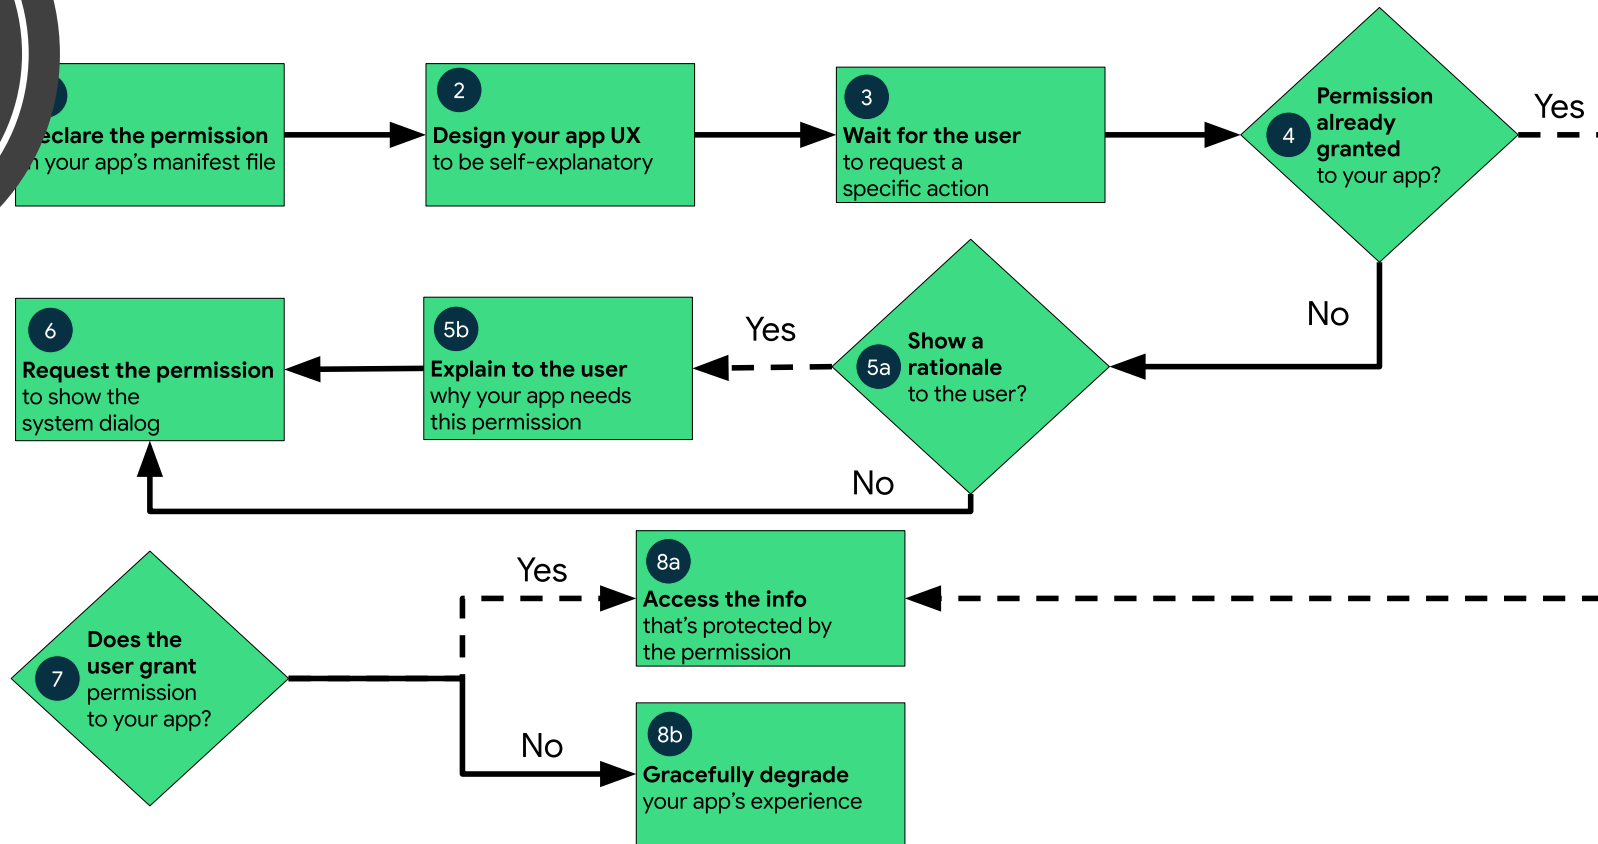 eclare the permission
your app's manifest file
2
Design your app UX
to be self-explanatory
3
Wait for the user
to request a
specific action
4
Permission
already
granted
to your app?
Yes
No
5a
Show a
rationale
to the user?
Yes
5b
Explain to the user
why your app needs
this permission
6
Request the permission
to show the
system dialog
No
7
Does the
user grant
permission
to your app?
Yes
8a
Access the info
that's protected by
the permission
No
8b
Gracefully degrade
your app's experience